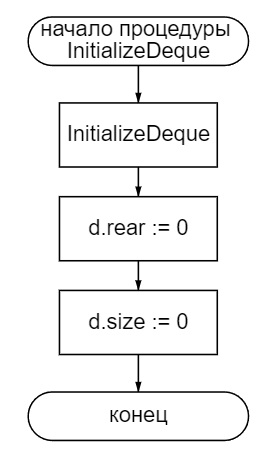 начало процедуры
InitializeDeque
InitializeDeque
d.rear := 0
d.size := 0
конец